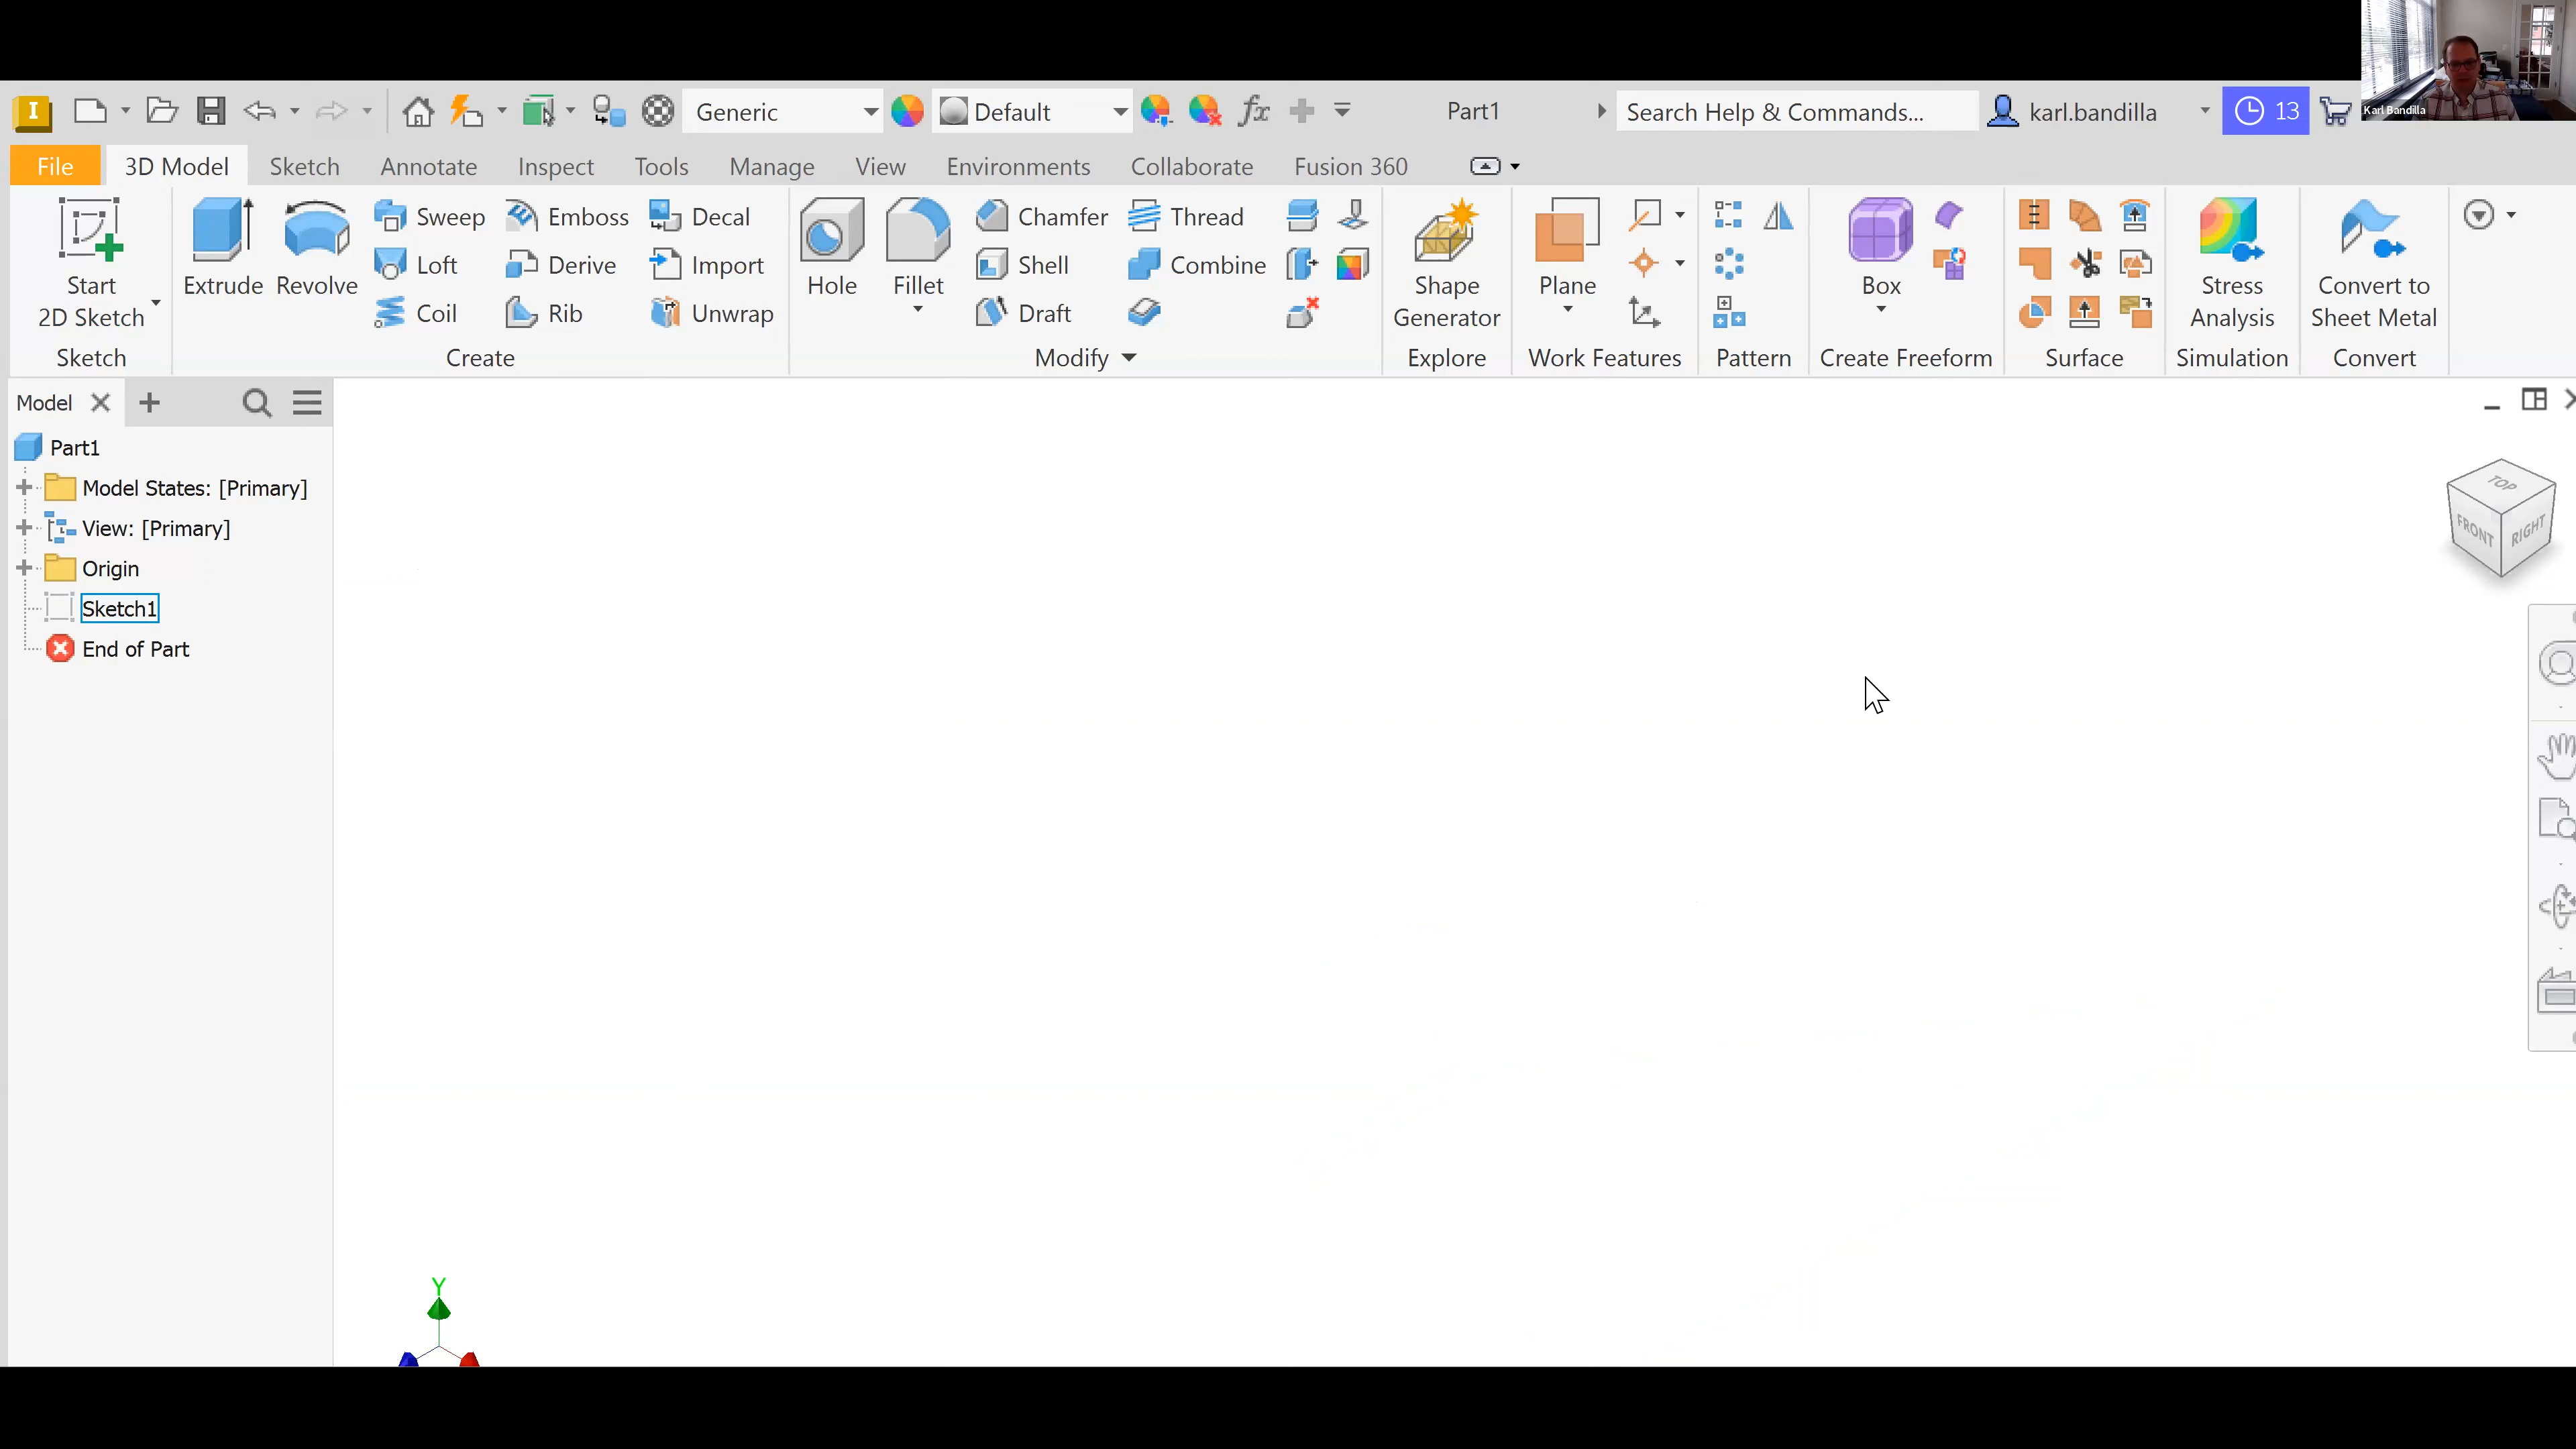 Karl Bandilla
I
Generic
Default
fx
Part1
Search Help & Commands...
karl.bandilla
13
File
3D Model
Sketch
Annotate
Inspect
Tools
Manage
View
Environments
Collaborate
Fusion 360
Start
2D Sketch
Sketch
Extrude
Revolve
Sweep
Loft
Coil
Emboss
Derive
Rib
Decal
Import
Unwrap
Create
Hole
Fillet
Chamfer
Shell
Draft
Thread
Combine
Modify
Shape
Generator
Explore
Plane
Work Features
Pattern
Box
Create Freeform
Surface
Stress
Analysis
Simulation
Convert to
Sheet Metal
Convert
Model
Part1
Model States: [Primary]
View: [Primary]
Origin
Sketch1
End of Part
TOP
FRONT
RIGHT
Y